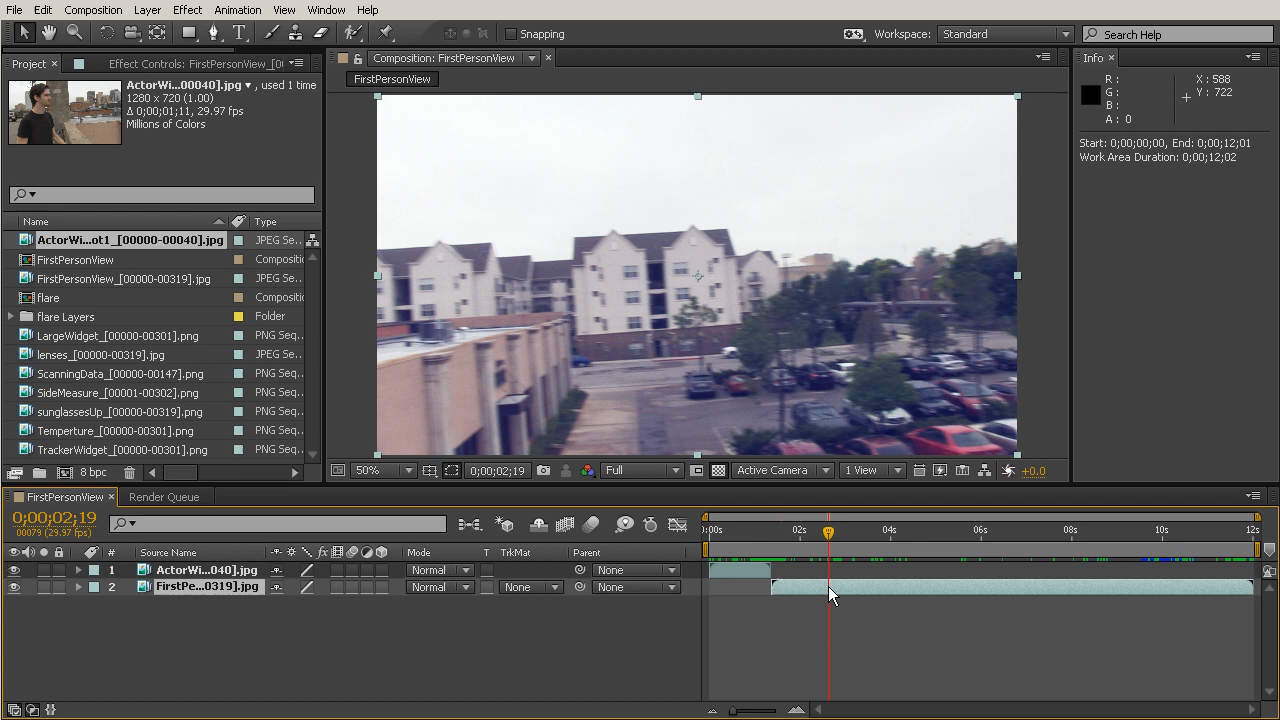 File Edit Composition Layer Effect Animation View Window Help
Snapping Workspace: Standard Search Help
Project × Effect Controls: FirstPersonView_[0( Composition: FirstPersonView × Info ×
FirstPersonView
ActorWi...00040].jpg ▾ , used 1 time
1280 x 720 (1.00)
Δ 0;00;01;11, 29.97 fps
Millions of Colors
R : X : 588
G : Y : 722
B :
A : 0
Start: 0;00;00;00, End: 0;00;12;01
Work Area Duration: 0;00;12;02
Name Type
ActorWi...ot1_[00000-00040].jpg JPEG Se..
FirstPersonView Compositi
FirstPersonView_[00000-00319].jpg JPEG Se..
flare Compositi
flare Layers Folder
LargeWidget_[00000-00301].png PNG Seq..
lenses_[00000-00319].jpg JPEG Se..
ScanningData_[00000-00147].png PNG Seq..
SideMeasure_[00001-00302].png PNG Seq..
sunglassesUp_[00000-00319].png PNG Seq..
Temperture_[00000-00301].png PNG Seq..
TrackerWidget_[00000-00301].png PNG Seq..
8 bpc
50% 0;00;02;19 Full Active Camera 1 View +0.0
FirstPersonView × Render Queue
0;00;02;19
00079 (29.97 fps)
):00s 02s 04s 06s 08s 10s 12s
# Source Name Mode T TrkMat Parent
1 ActorWi...040].jpg Normal None
2 FirstPe...0319].jpg Normal None None